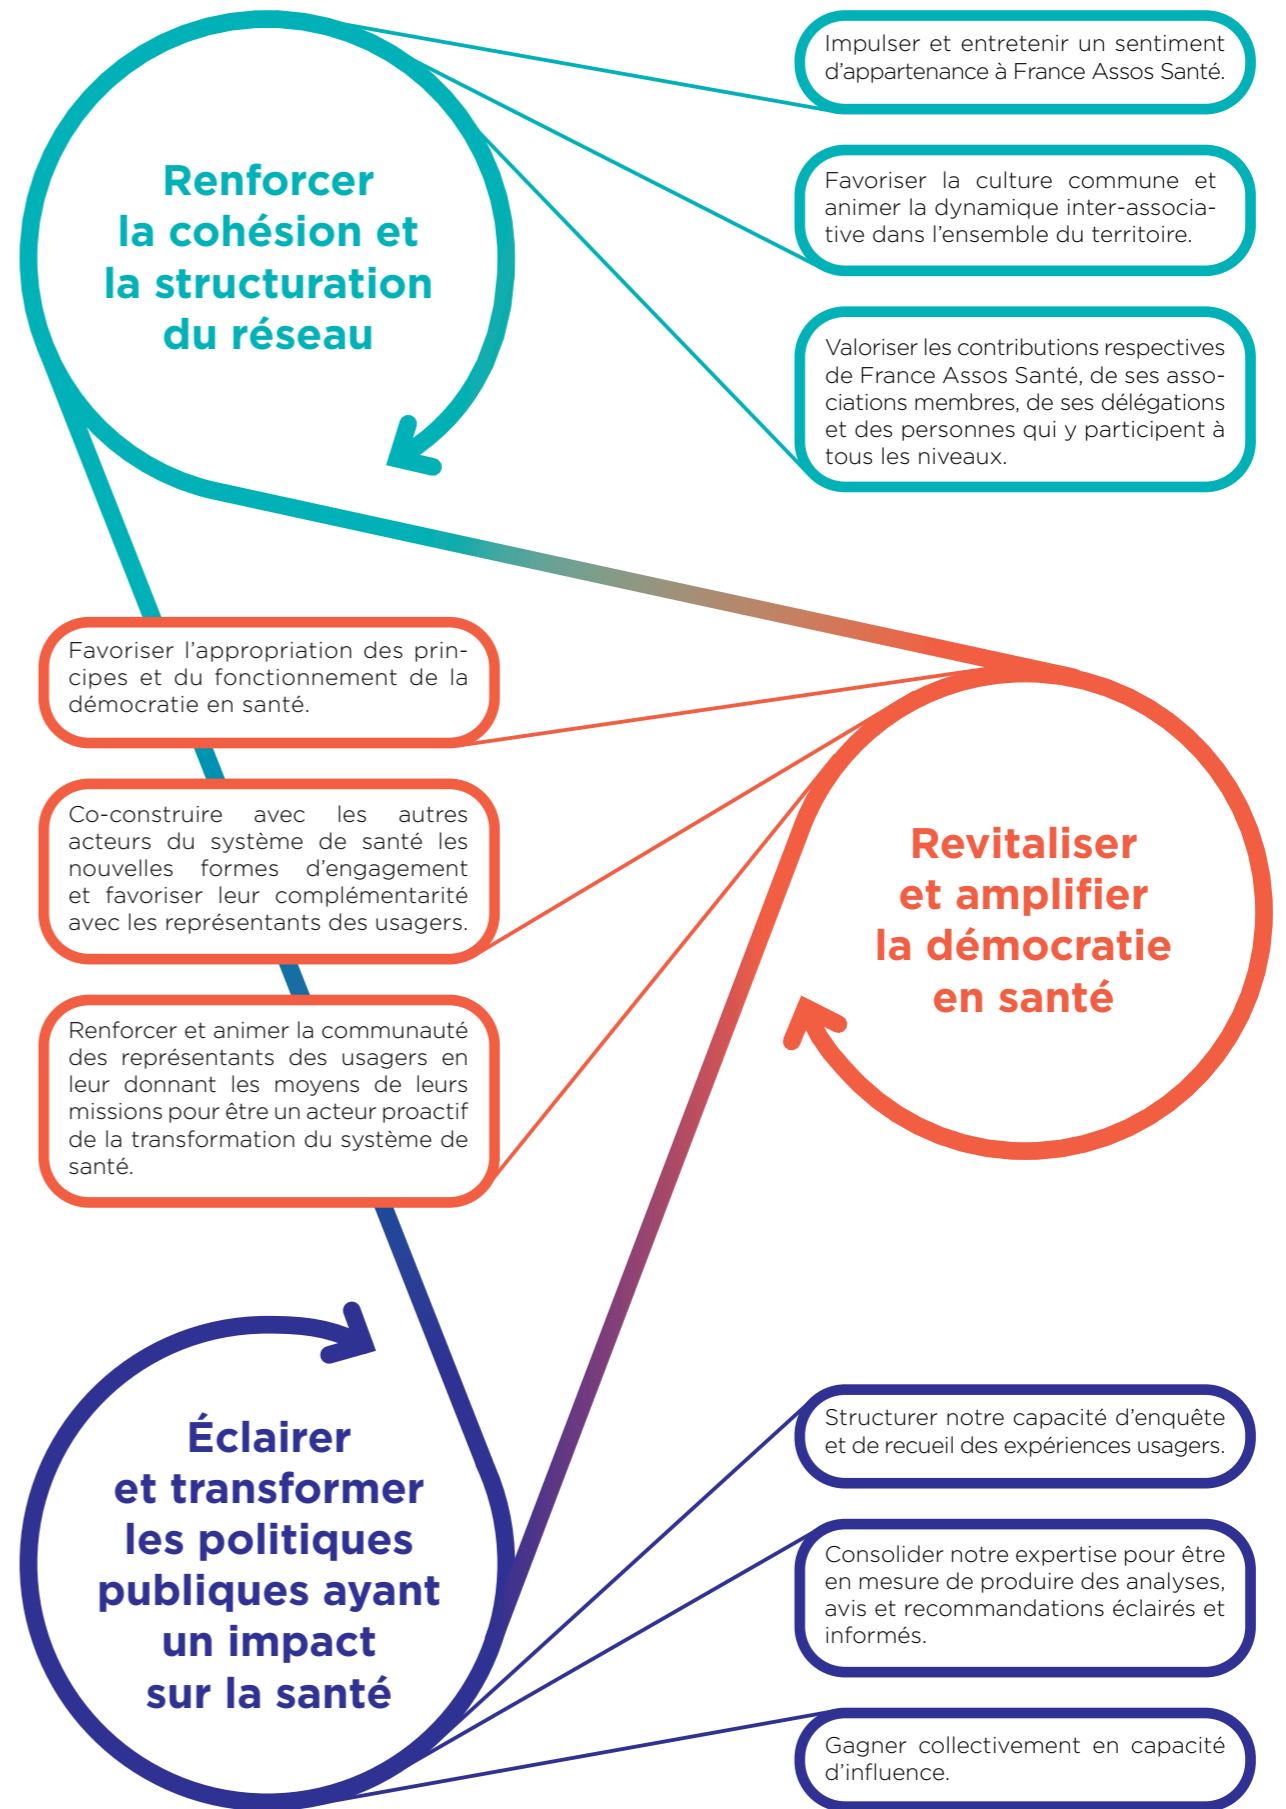 Renforcer
la cohésion et
la structuration
du réseau
Impulser et entretenir un sentiment
d'appartenance à France Assos Santé.
Favoriser la culture commune et
animer la dynamique inter-associa-
tive dans l'ensemble du territoire.
Valoriser les contributions respectives
de France Assos Santé, de ses asso-
ciations membres, de ses délégations
et des personnes qui y participent à
tous les niveaux.
Revitaliser
et amplifier
la démocratie
en santé
Favoriser l'appropriation des prin-
cipes et du fonctionnement de la
démocratie en santé.
Co-construire avec les autres
acteurs du système de santé les
nouvelles formes d'engagement
et favoriser leur complémentarité
avec les représentants des usagers.
Renforcer et animer la communauté
des représentants des usagers en
leur donnant les moyens de leurs
missions pour être un acteur proactif
de la transformation du système de
santé.
Éclairer
et transformer
les politiques
publiques ayant
un impact
sur la santé
Structurer notre capacité d'enquête
et de recueil des expériences usagers.
Consolider notre expertise pour être
en mesure de produire des analyses,
avis et recommandations éclairés et
informés.
Gagner collectivement en capacité
d'influence.